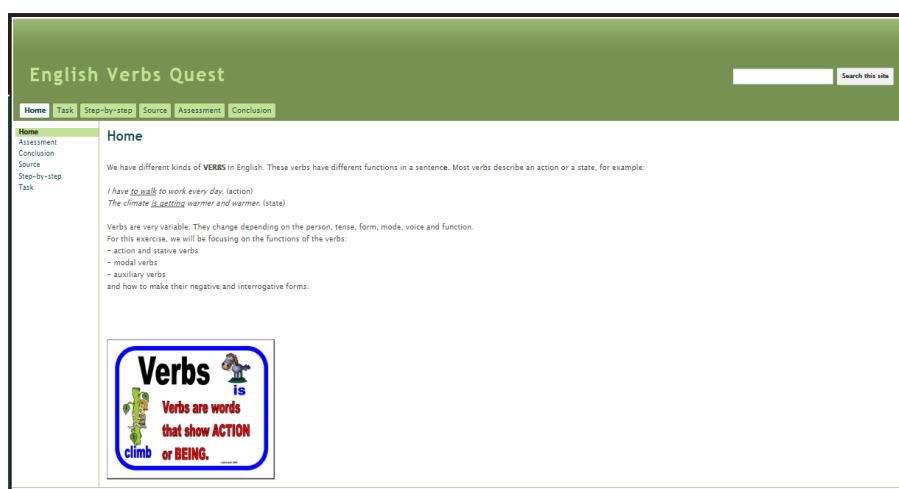 English Verbs Quest
Search this site
Home Task Step-by-step Source Assessment Conclusion
Home
Assessment
Conclusion
Source
Step-by-step
Task
Home
We have different kinds of VERBS in English. These verbs have different functions in a sentence. Most verbs describe an action or a state, for example:
I have to walk to work every day. (action)
The climate is getting warmer and warmer. (state)
Verbs are very variable. They change depending on the person, tense, form, mode, voice and function.
For this exercise, we will be focusing on the functions of the verbs:
- action and stative verbs
- modal verbs
- auxiliary verbs
and how to make their negative and interrogative forms.
Verbs
is
Verbs are words
that show ACTION
or BEING.
climb